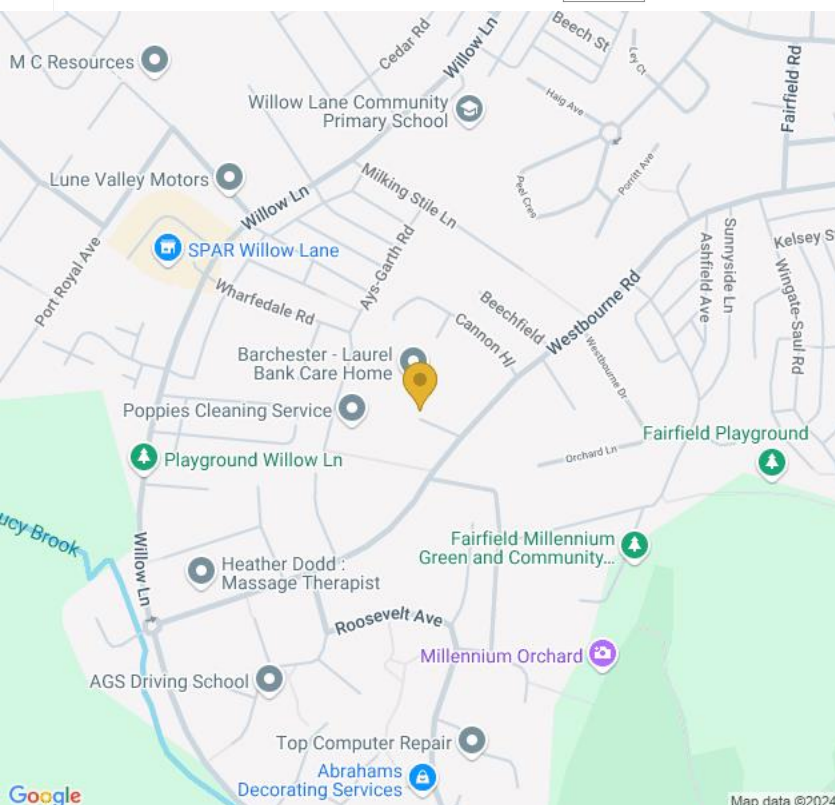 Beech St
Cedar Rd
Willow Ln
Ley Ct
Fairfield Rd
M C Resources
Willow Lane Community
Primary School
Haig Ave
Porritt Ave
Peel Cres
Lune Valley Motors
Milking Stile Ln
Willow Ln
SPAR Willow Lane
Port Royal Ave
Ays-Garth Rd
Wharfedale Rd
Sunnyside Ln
Ashfield Ave
Kelsey S
Wingate-Saul Rd
Westbourne Rd
Beechfield
Cannon H
Westbourne Dr
Barchester - Laurel
Bank Care Home
Poppies Cleaning Service
Fairfield Playground
Orchard Ln
Playground Willow Ln
ucy Brook
Willow Ln
Fairfield Millennium
Green and Community...
Heather Dodd :
Massage Therapist
Roosevelt Ave
Millennium Orchard
AGS Driving School
Top Computer Repair
Abrahams
Decorating Services
Google
Map data ©2024